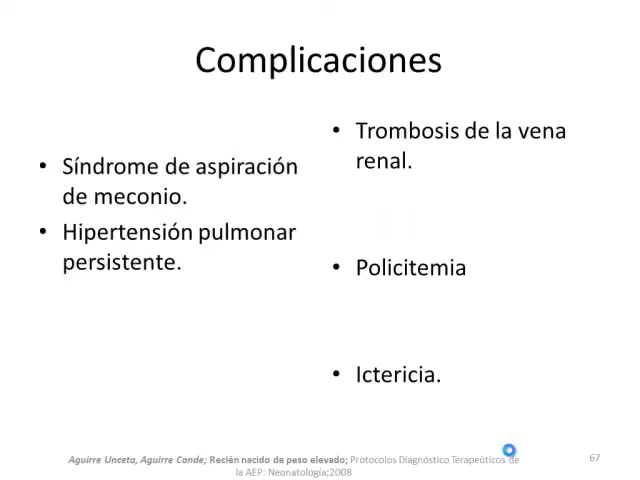 Complicaciones
• Síndrome de aspiración
de meconio.
• Hipertensión pulmonar
persistente.
• Trombosis de la vena
renal.
• Policitemia
• Ictericia.
Aguirre Unceta, Aguirre Conde; Recién nacido de peso elevado; Protocolos Diagnóstico Terapeúticos de
la AEP: Neonatología;2008
67